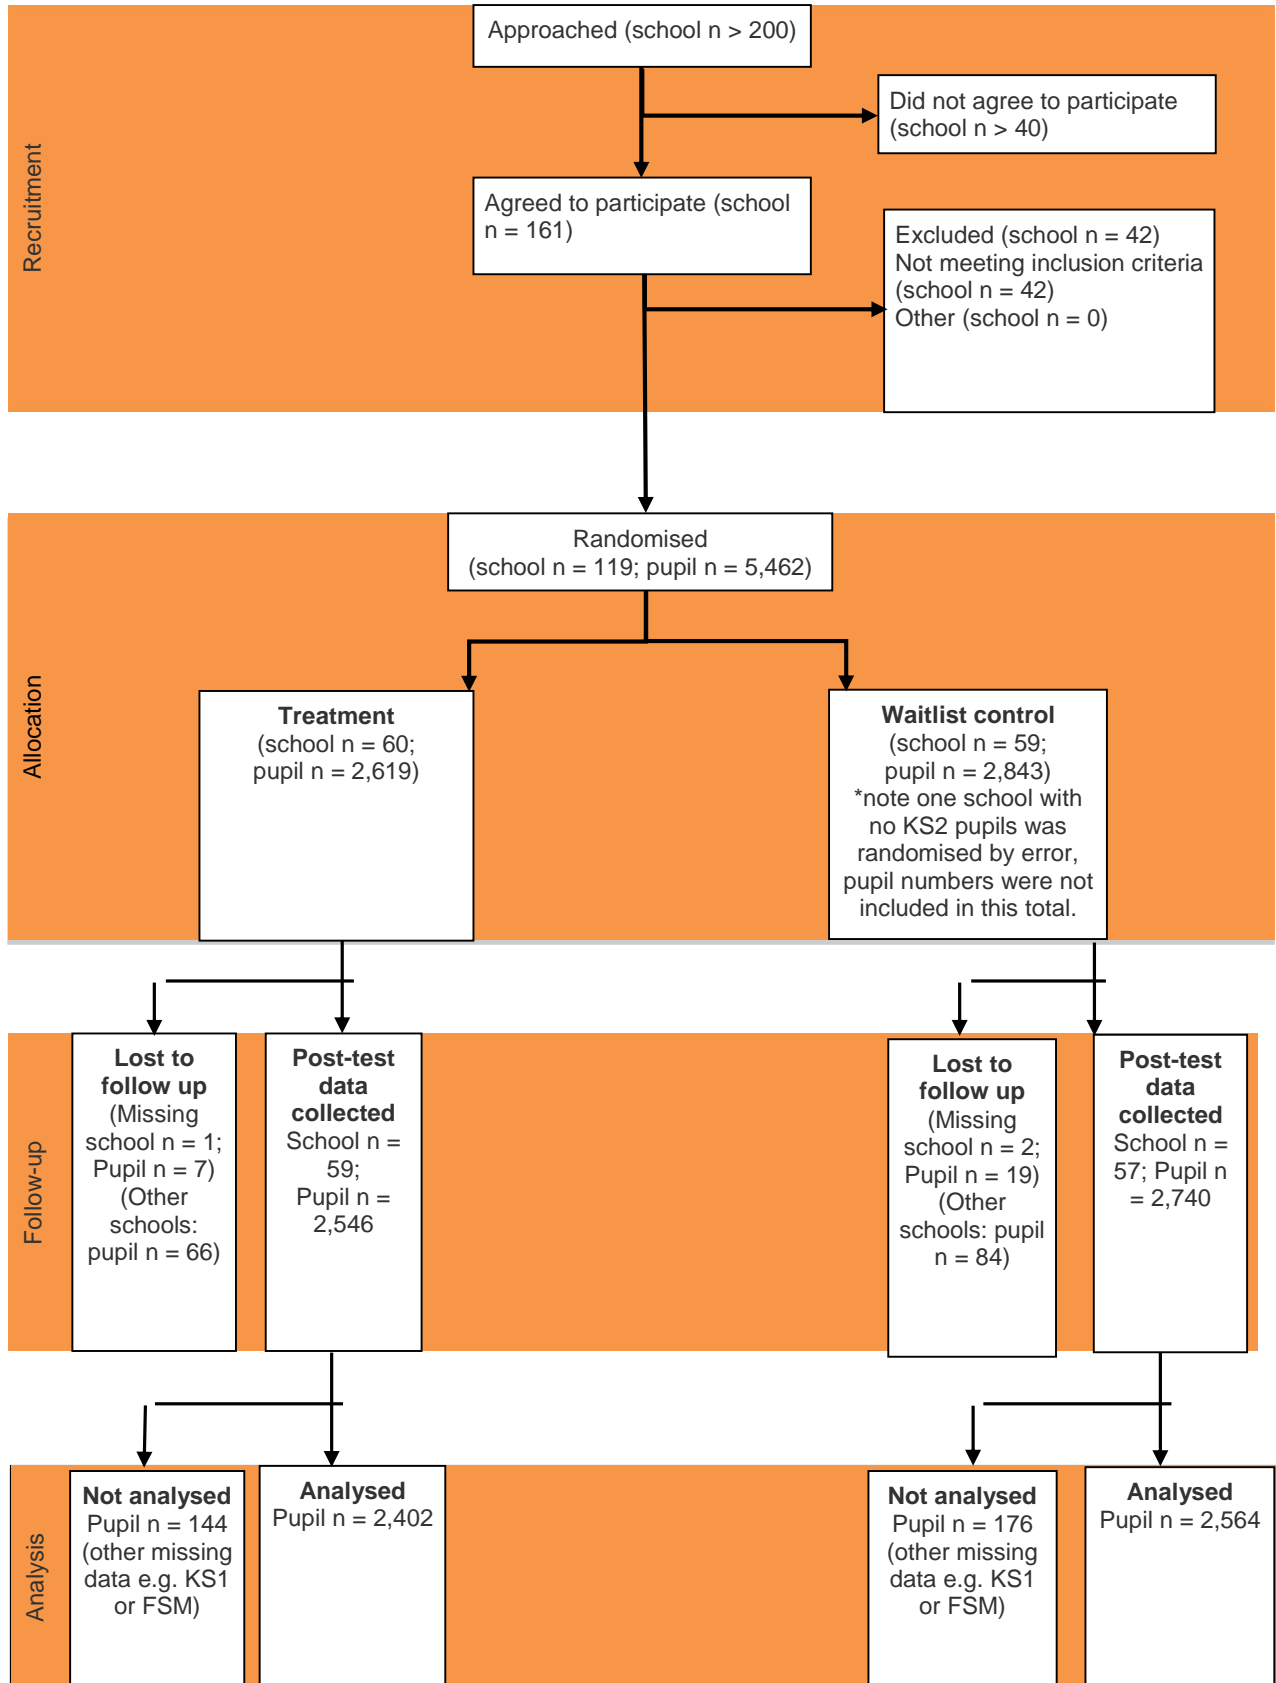 Approached (school n > 200)
Did not agree to participate
(school n > 40)
Recruitment
Agreed to participate (school
n = 161)
Excluded (school n = 42)
Not meeting inclusion criteria
(school n = 42)
Other (school n = 0)
Randomised
(school n = 119; pupil n = 5,462)
Allocation
Treatment
(school n = 60;
pupil n = 2,619)
Waitlist control
(school n = 59;
pupil n = 2,843)
*note one school with
no KS2 pupils was
randomised by error,
pupil numbers were not
included in this total.
Follow-up
Lost to
follow up
(Missing
school n = 1;
Pupil n = 7)
(Other
schools:
pupil n = 66)
Post-test
data
collected
School n =
59;
Pupil n =
2,546
Lost to
follow up
(Missing
school n = 2;
Pupil n = 19)
(Other
schools: pupil
n = 84)
Post-test
data
collected
School n =
57; Pupil n
= 2,740
Analysis
Not analysed
Pupil n = 144
(other missing
data e.g. KS1
or FSM)
Analysed
Pupil n = 2,402
Not analysed
Pupil n = 176
(other missing
data e.g. KS1
or FSM)
Analysed
Pupil n = 2,564